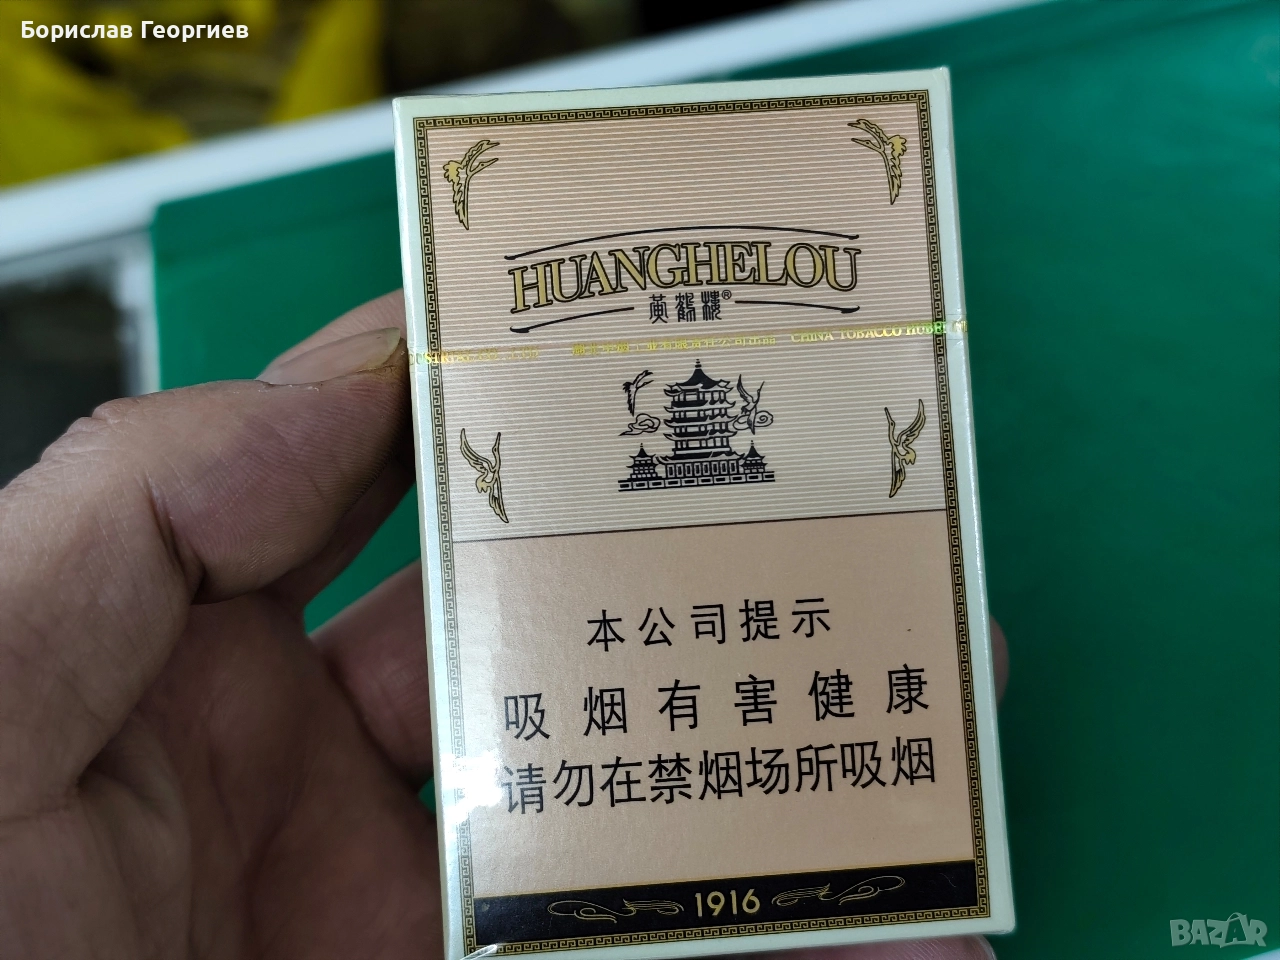 Борислав Георгиев
HUANGHELOU
黄鹤楼®
CHINA TOBACCO HUBEI
本公司提示
吸烟有害健康
请勿在禁烟场所吸烟
1916
BAZAR